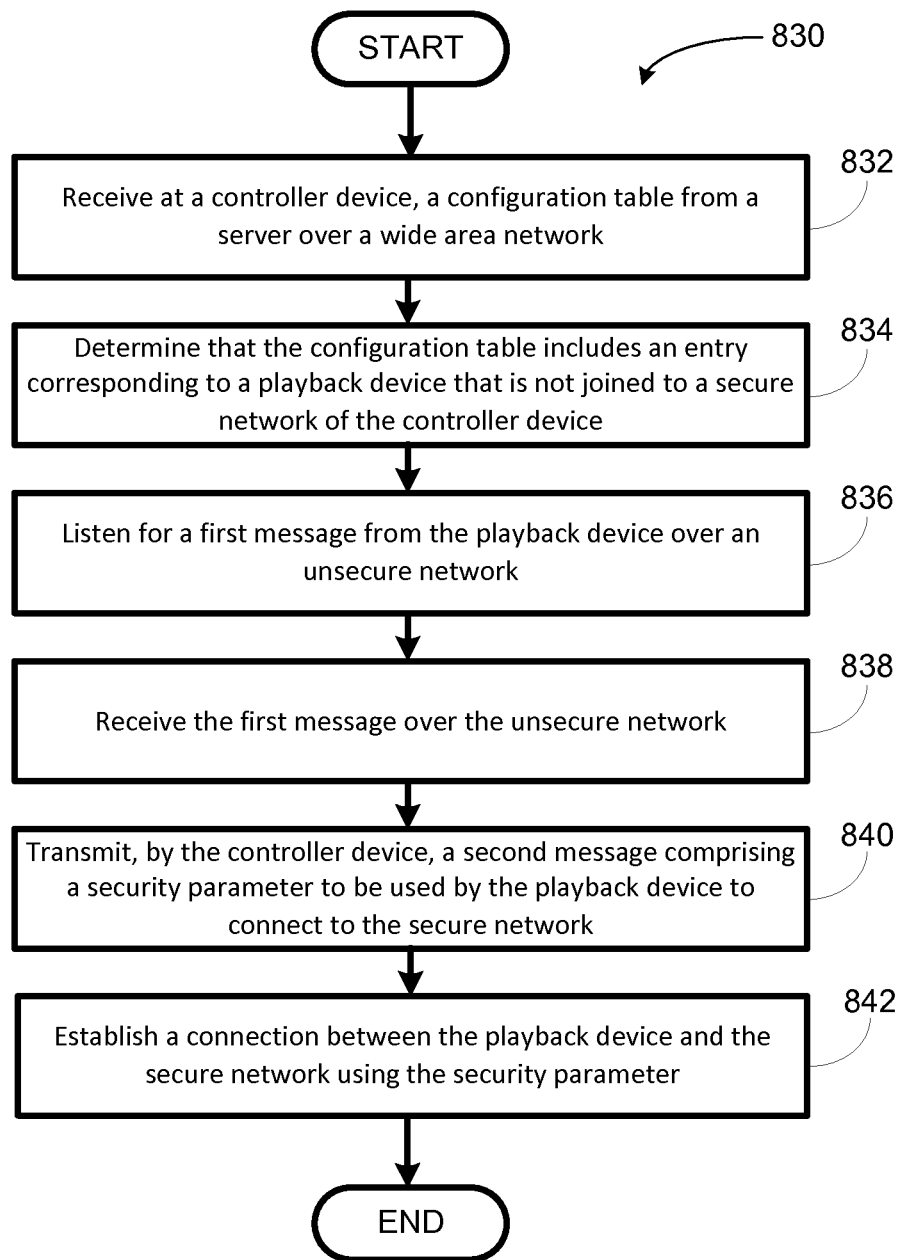 START
830
832
Receive at a controller device, a configuration table from a
server over a wide area network
834
Determine that the configuration table includes an entry
corresponding to a playback device that is not joined to a secure
network of the controller device
836
Listen for a first message from the playback device over an
unsecure network
838
Receive the first message over the unsecure network
840
Transmit, by the controller device, a second message comprising
a security parameter to be used by the playback device to
connect to the secure network
842
Establish a connection between the playback device and the
secure network using the security parameter
END